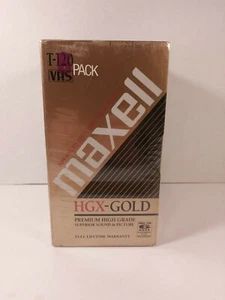 T-120
VHS
PACK
maxell
HGX-GOLD
PREMIUM HIGH GRADE
SUPERIOR SOUND & PICTURE
FULL LIFETIME WARRANTY